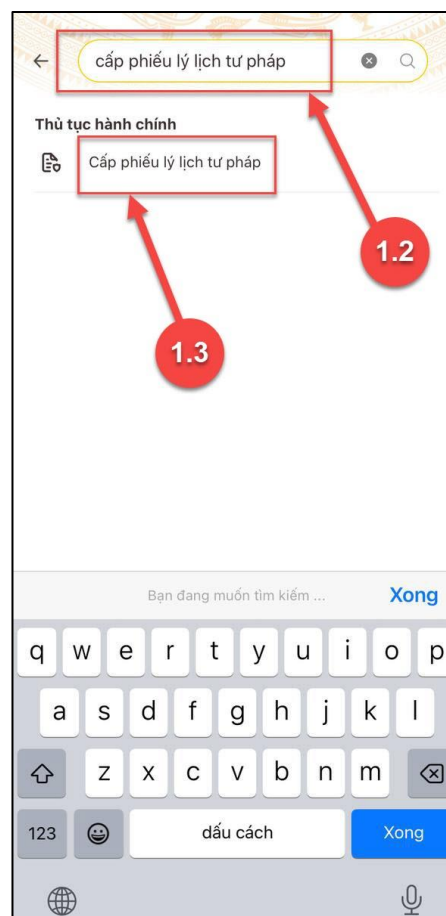 cấp phiếu lý lịch tư pháp
Thủ tục hành chính
Cấp phiếu lý lịch tư pháp
1.2
1.3
Bạn đang muốn tìm kiếm ...
Xong
q w e r t y u i o p
a s d f g h j k l
z x c v b n m
123 dấu cách Xong